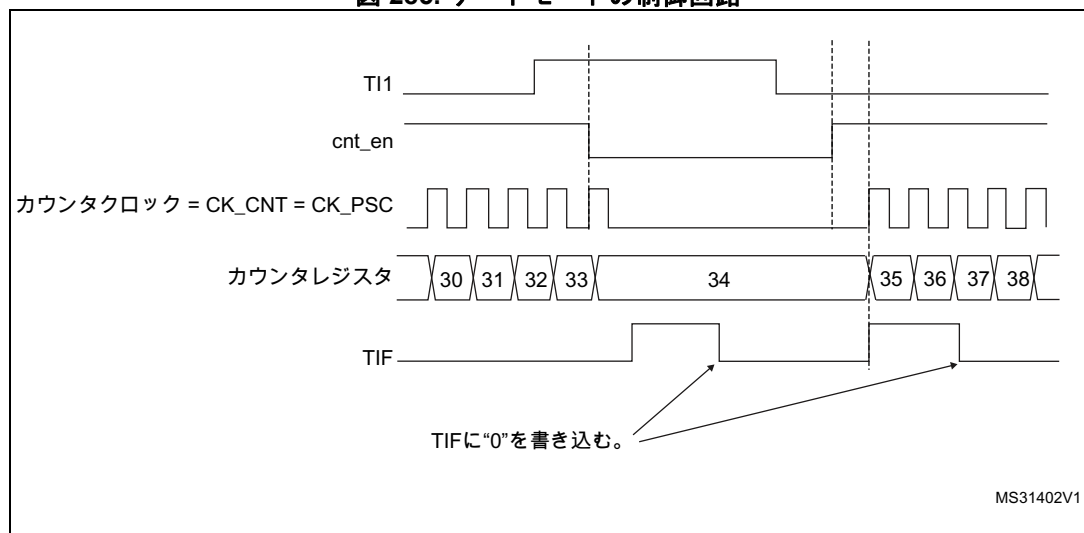 TI1
cnt_en
カウンタクロック = CK_CNT = CK_PSC
カウンタレジスタ 30 31 32 33 34 35 36 37 38
TIF
TIFに“0”を書き込む。
MS31402V1